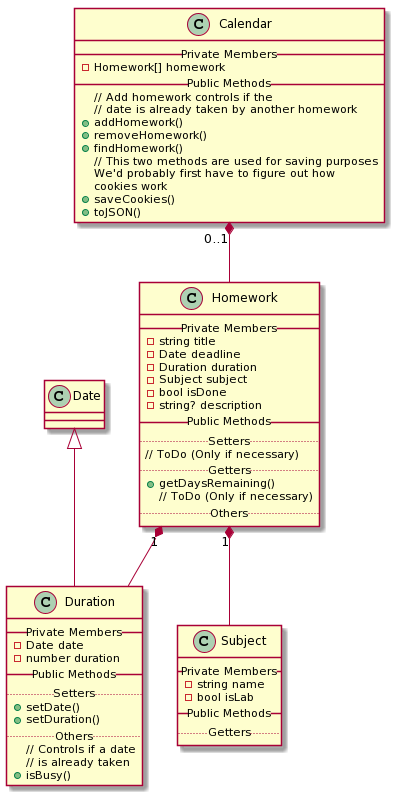 C Calendar
Private Members
Homework[] homework
Public Methods
// Add homework controls if the
// date is already taken by another homework
addHomework()
removeHomework()
findHomework()
// This two methods are used for saving purposes
We'd probably first have to figure out how
cookies work
saveCookies()
toJSON()
0..1
C Homework
Private Members
string title
Date deadline
Duration duration
Subject subject
bool isDone
string? description
Public Methods
Setters
// ToDo (Only if necessary)
Getters
getDaysRemaining()
// ToDo (Only if necessary)
Others
C Date
1
1
C Duration
Private Members
Date date
number duration
Public Methods
Setters
setDate()
setDuration()
Others
// Controls if a date
// is already taken
isBusy()
C Subject
Private Members
string name
bool isLab
Public Methods
Getters